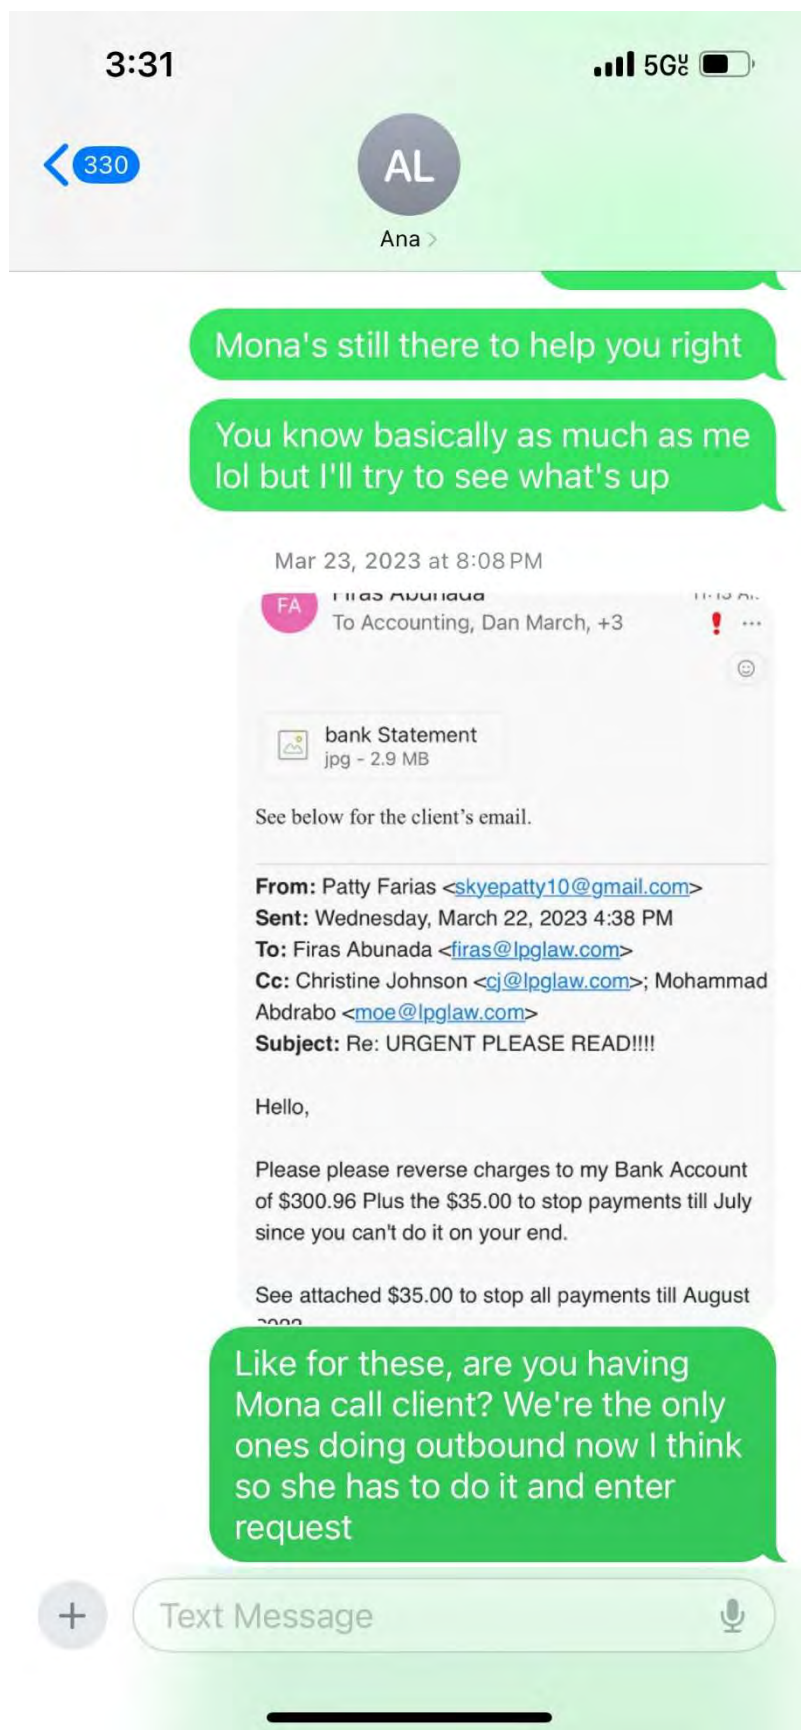 3:31
5G
330
AL
Ana >
Mona's still there to help you right
You know basically as much as me
lol but I'll try to see what's up
Mar 23, 2023 at 8:08 PM
FA
Firas Abunada
To Accounting, Dan March, +3
bank Statement
jpg - 2.9 MB
See below for the client's email.
From: Patty Farias <skyepatty10@gmail.com>
Sent: Wednesday, March 22, 2023 4:38 PM
To: Firas Abunada <firas@lpglaw.com>
Cc: Christine Johnson <cj@lpglaw.com>; Mohammad
Abdrabo <moe@lpglaw.com>
Subject: Re: URGENT PLEASE READ!!!!
Hello,
Please please reverse charges to my Bank Account
of $300.96 Plus the $35.00 to stop payments till July
since you can't do it on your end.
See attached $35.00 to stop all payments till August
Like for these, are you having
Mona call client? We're the only
ones doing outbound now I think
so she has to do it and enter
request
Text Message